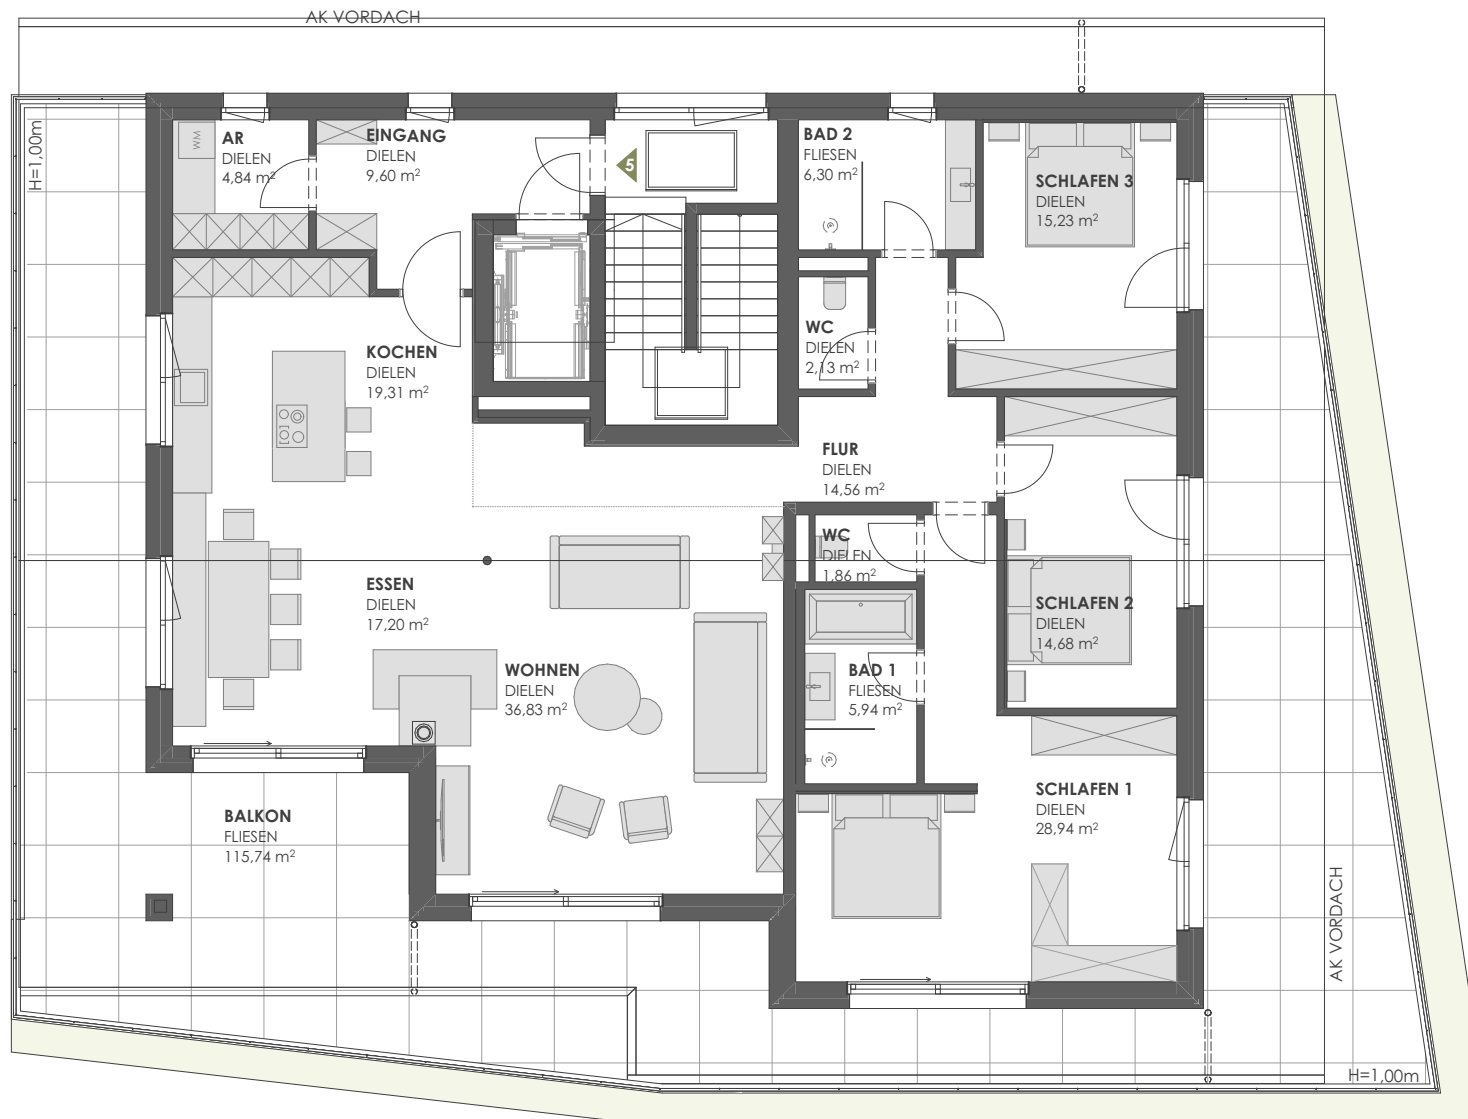 AK VORDACH
H=1,00m
WM
AR
DIELEN
4,84 m²
EINGANG
DIELEN
9,60 m²
5
BAD 2
FLIESEN
6,30 m²
SCHLAFEN 3
DIELEN
15,23 m²
KOCHEN
DIELEN
19,31 m²
WC
DIELEN
2,13 m²
FLUR
DIELEN
14,56 m²
WC
DIELEN
1,86 m²
ESSEN
DIELEN
17,20 m²
SCHLAFEN 2
DIELEN
14,68 m²
WOHNEN
DIELEN
36,83 m²
BAD 1
FLIESEN
5,94 m²
SCHLAFEN 1
DIELEN
28,94 m²
BALKON
FLIESEN
115,74 m²
AK VORDACH
H=1,00m